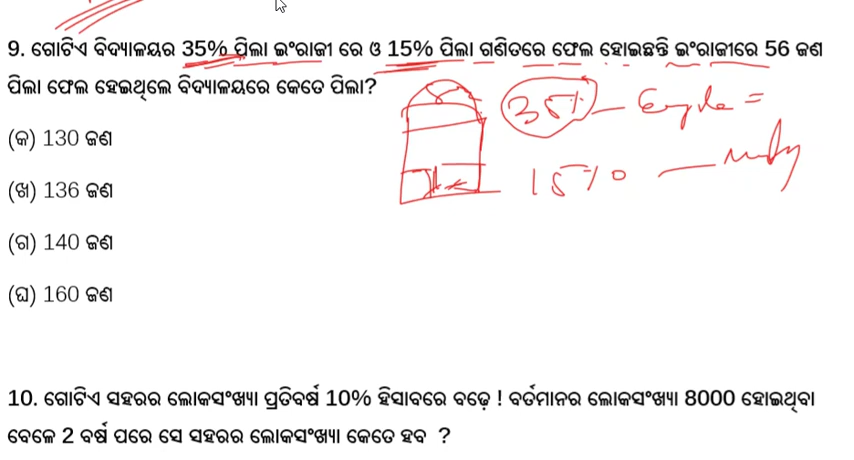 9. ଗୋଟିଏ ବିଦ୍ୟାଳୟର 35% ପିଲା ଇଂରାଜୀ ରେ ଓ 15% ପିଲା ଗଣିତରେ ଫେଲ ହୋଇଛନ୍ତି ଇଂରାଜୀରେ 56 ଜଣ
ପିଲା ଫେଲ ହେଇଥିଲେ ବିଦ୍ୟାଳୟରେ କେତେ ପିଲା?
35% —
=
(କ) 130 ଜଣ
15% —
(ଖ) 136 ଜଣ
(ଗ) 140 ଜଣ
(ଘ) 160 ଜଣ
10. ଗୋଟିଏ ସହରର ଲୋକସଂଖ୍ୟା ପ୍ରତିବର୍ଷ 10% ହିସାବରେ ବଢ଼େ ! ବର୍ତମାନର ଲୋକସଂଖ୍ୟା 8000 ହୋଇଥିବା
ବେଳେ 2 ବର୍ଷ ପରେ ସେ ସହରର ଲୋକସଂଖ୍ୟା କେତେ ହବ ?